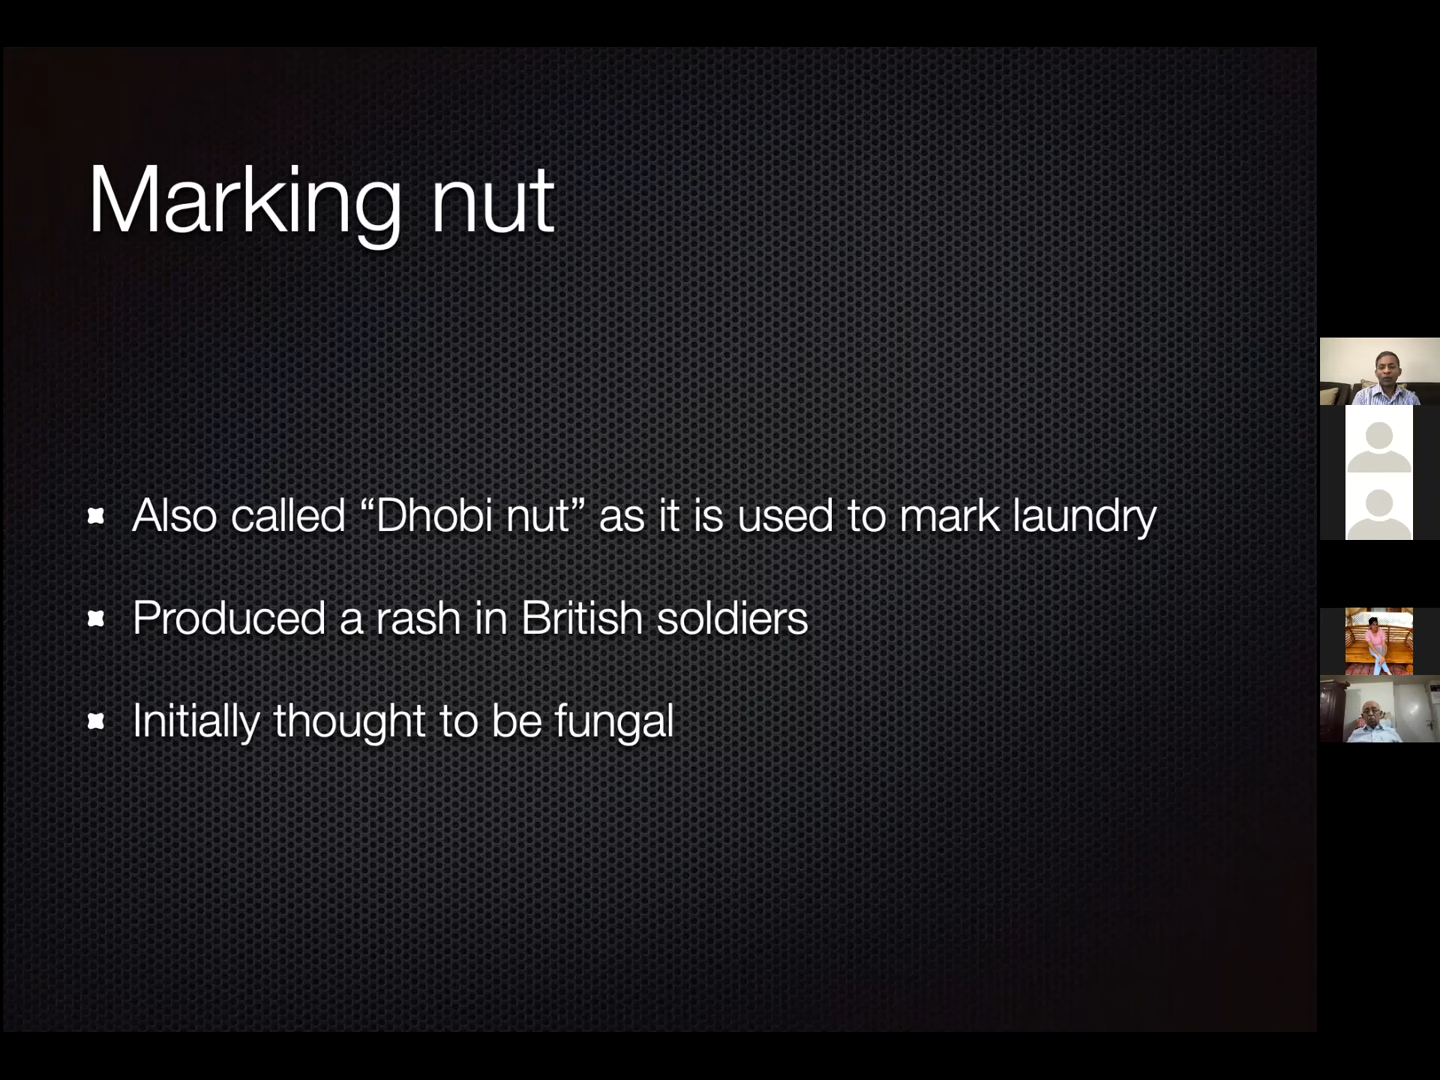 Marking nut
Also called “Dhobi nut” as it is used to mark laundry
Produced a rash in British soldiers
Initially thought to be fungal